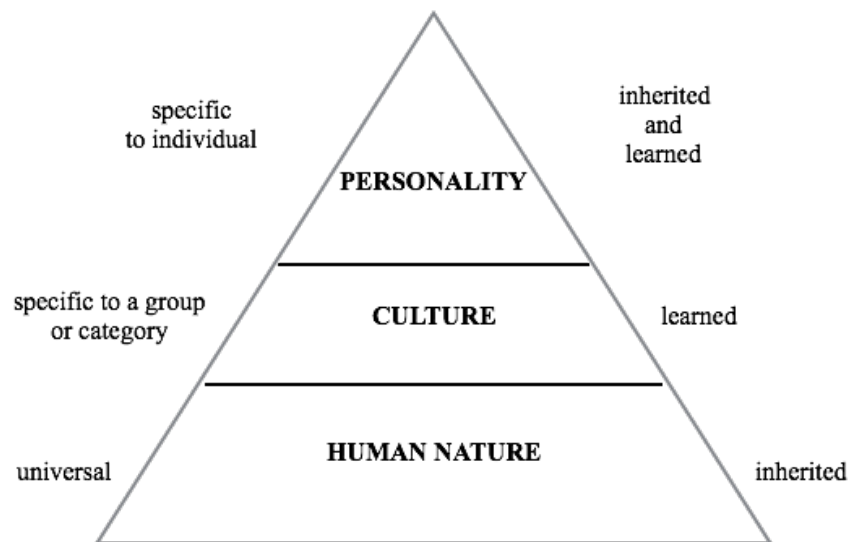 specific
to individual
inherited
and
learned
PERSONALITY
specific to a group
or category
CULTURE
learned
HUMAN NATURE
universal
inherited